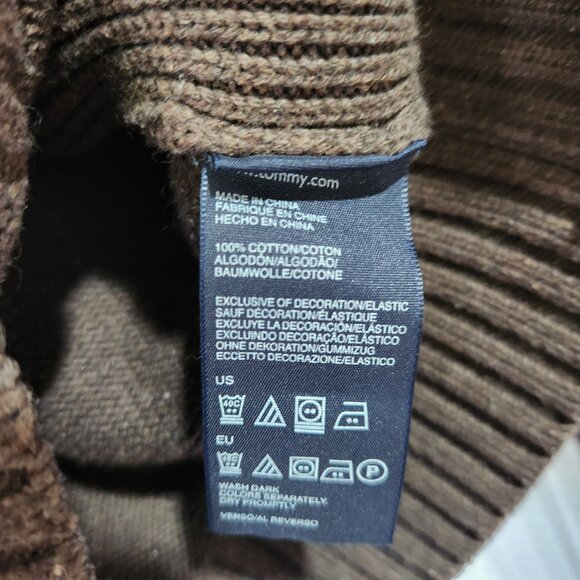 .tommy.com
MADE IN CHINA
FABRIQUE EN CHINE
HECHO EN CHINA
100% COTTON/COTON
ALGODÓN/ALGODÃO/
BAUMWOLLE/COTONE
EXCLUSIVE OF DECORATION/ELASTIC
SAUF DÉCORATION/ÉLASTIQUE
EXCLUYE LA DECORACIÓN/ELÁSTICO
EXCLUINDO DECORAÇÃO/ELÁSTICO
OHNE DEKORATION/GUMMIZUG
ECCETTO DECORAZIONE/ELASTICO
US
40C
EU
40C P
WASH DARK
COLORS SEPARATELY
DRY PROMPTLY
VERSO/AL REVERSO